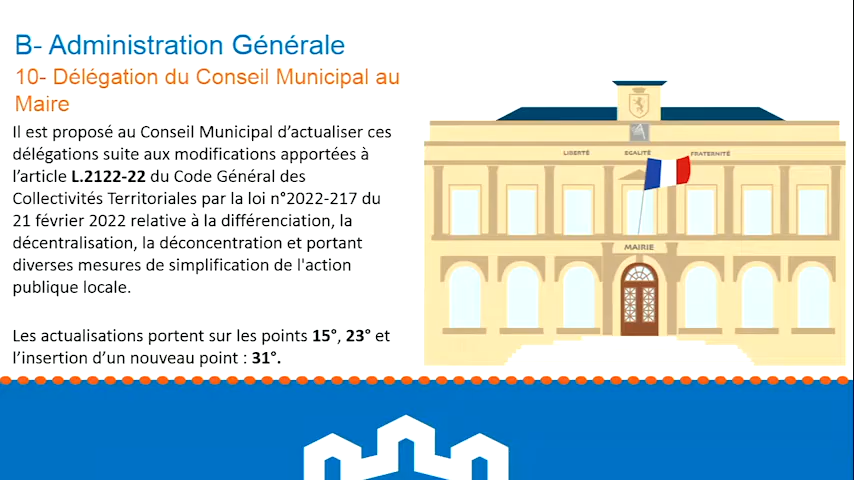 B- Administration Générale
10- Délégation du Conseil Municipal au
Maire
Il est proposé au Conseil Municipal d’actualiser ces
délégations suite aux modifications apportées à
l’article L.2122-22 du Code Général des
Collectivités Territoriales par la loi n°2022-217 du
21 février 2022 relative à la différenciation, la
décentralisation, la déconcentration et portant
diverses mesures de simplification de l'action
publique locale.
Les actualisations portent sur les points 15°, 23° et
l’insertion d’un nouveau point : 31°.
LIBERTÉ EGALITÉ FRATERNITÉ
MAIRIE